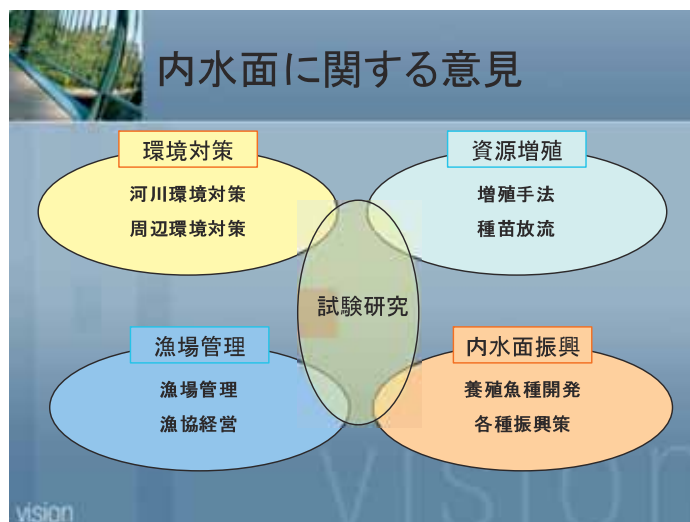 内水面に関する意見
環境対策
河川環境対策
周辺環境対策
資源増殖
増殖手法
種苗放流
試験研究
漁場管理
漁場管理
漁協経営
内水面振興
養殖魚種開発
各種振興策
vision
vision